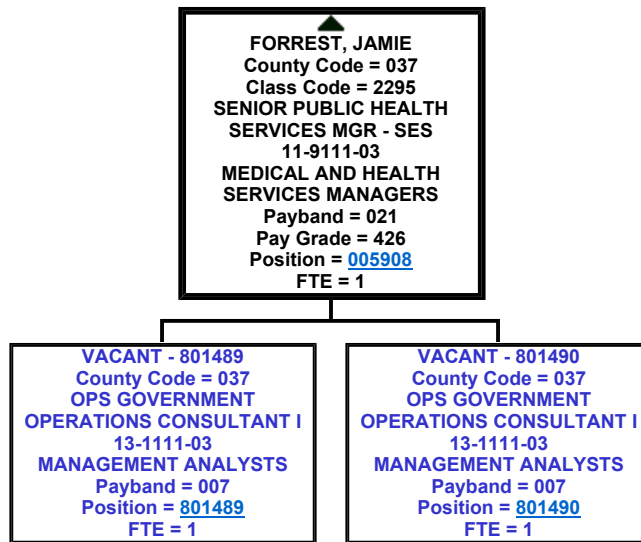 FORREST, JAMIE
County Code = 037
Class Code = 2295
SENIOR PUBLIC HEALTH
SERVICES MGR - SES
11-9111-03
MEDICAL AND HEALTH
SERVICES MANAGERS
Payband = 021
Pay Grade = 426
Position = 005908
FTE = 1
VACANT - 801489
County Code = 037
OPS GOVERNMENT
OPERATIONS CONSULTANT I
13-1111-03
MANAGEMENT ANALYSTS
Payband = 007
Position = 801489
FTE = 1
VACANT - 801490
County Code = 037
OPS GOVERNMENT
OPERATIONS CONSULTANT I
13-1111-03
MANAGEMENT ANALYSTS
Payband = 007
Position = 801490
FTE = 1